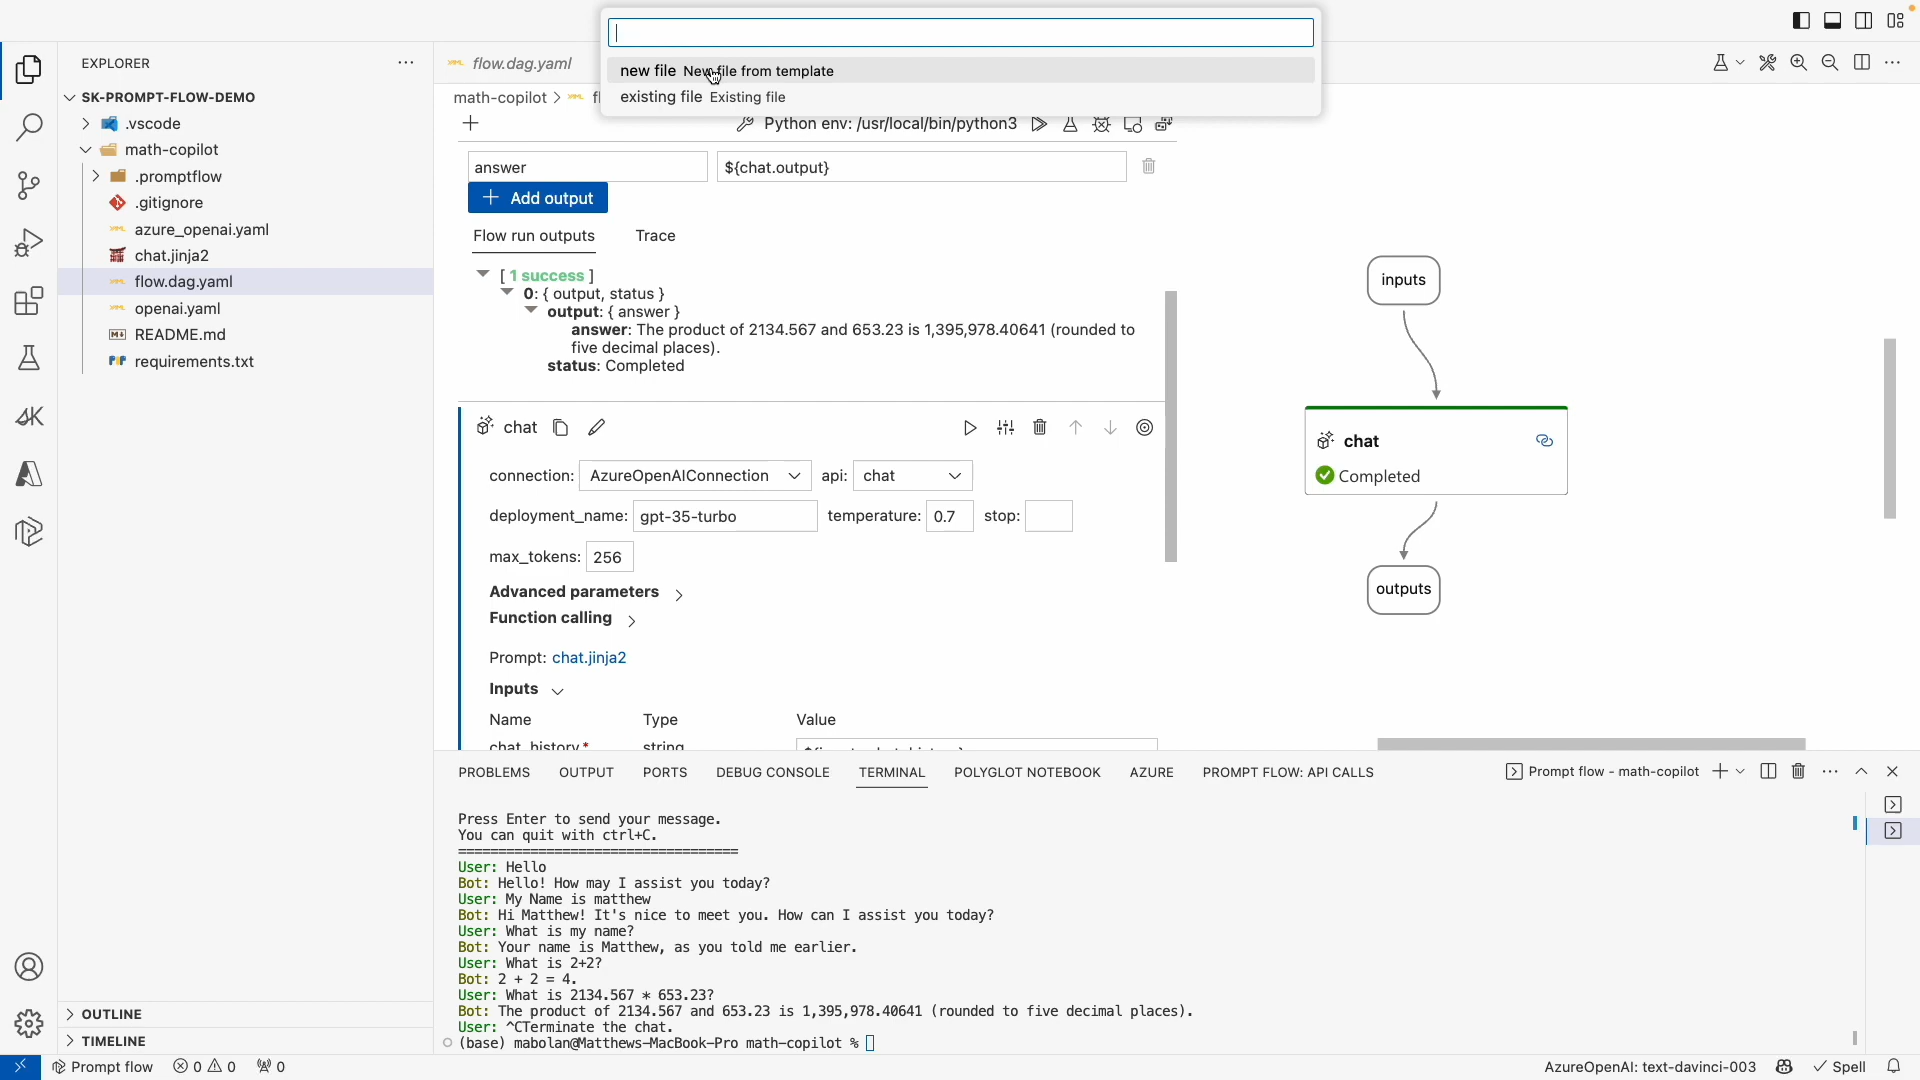 new file New file from template
existing file Existing file
EXPLORER
SK-PROMPT-FLOW-DEMO
.vscode
math-copilot
.promptflow
.gitignore
azure_openai.yaml
chat.jinja2
flow.dag.yaml
openai.yaml
README.md
requirements.txt
OUTLINE
TIMELINE
flow.dag.yaml
math-copilot >
Python env: /usr/local/bin/python3
answer ${chat.output}
Add output
Flow run outputs Trace
[ 1 success ]
0: { output, status }
output: { answer }
answer: The product of 2134.567 and 653.23 is 1,395,978.40641 (rounded to
five decimal places).
status: Completed
chat
connection: AzureOpenAIConnection api: chat
deployment_name: gpt-35-turbo temperature: 0.7 stop:
max_tokens: 256
Advanced parameters
Function calling
Prompt: chat.jinja2
Inputs
Name Type Value
chat_history* string
inputs
chat
Completed
outputs
PROBLEMS OUTPUT PORTS DEBUG CONSOLE TERMINAL POLYGLOT NOTEBOOK AZURE PROMPT FLOW: API CALLS Prompt flow - math-copilot
Press Enter to send your message.
You can quit with ctrl+C.
===================================
User: Hello
Bot: Hello! How may I assist you today?
User: My Name is matthew
Bot: Hi Matthew! It's nice to meet you. How can I assist you today?
User: What is my name?
Bot: Your name is Matthew, as you told me earlier.
User: What is 2+2?
Bot: 2 + 2 = 4.
User: What is 2134.567 * 653.23?
Bot: The product of 2134.567 and 653.23 is 1,395,978.40641 (rounded to five decimal places).
User: ^CTerminate the chat.
(base) mabolan@Matthews-MacBook-Pro math-copilot %
Prompt flow 0 0 0 AzureOpenAI: text-davinci-003 Spell